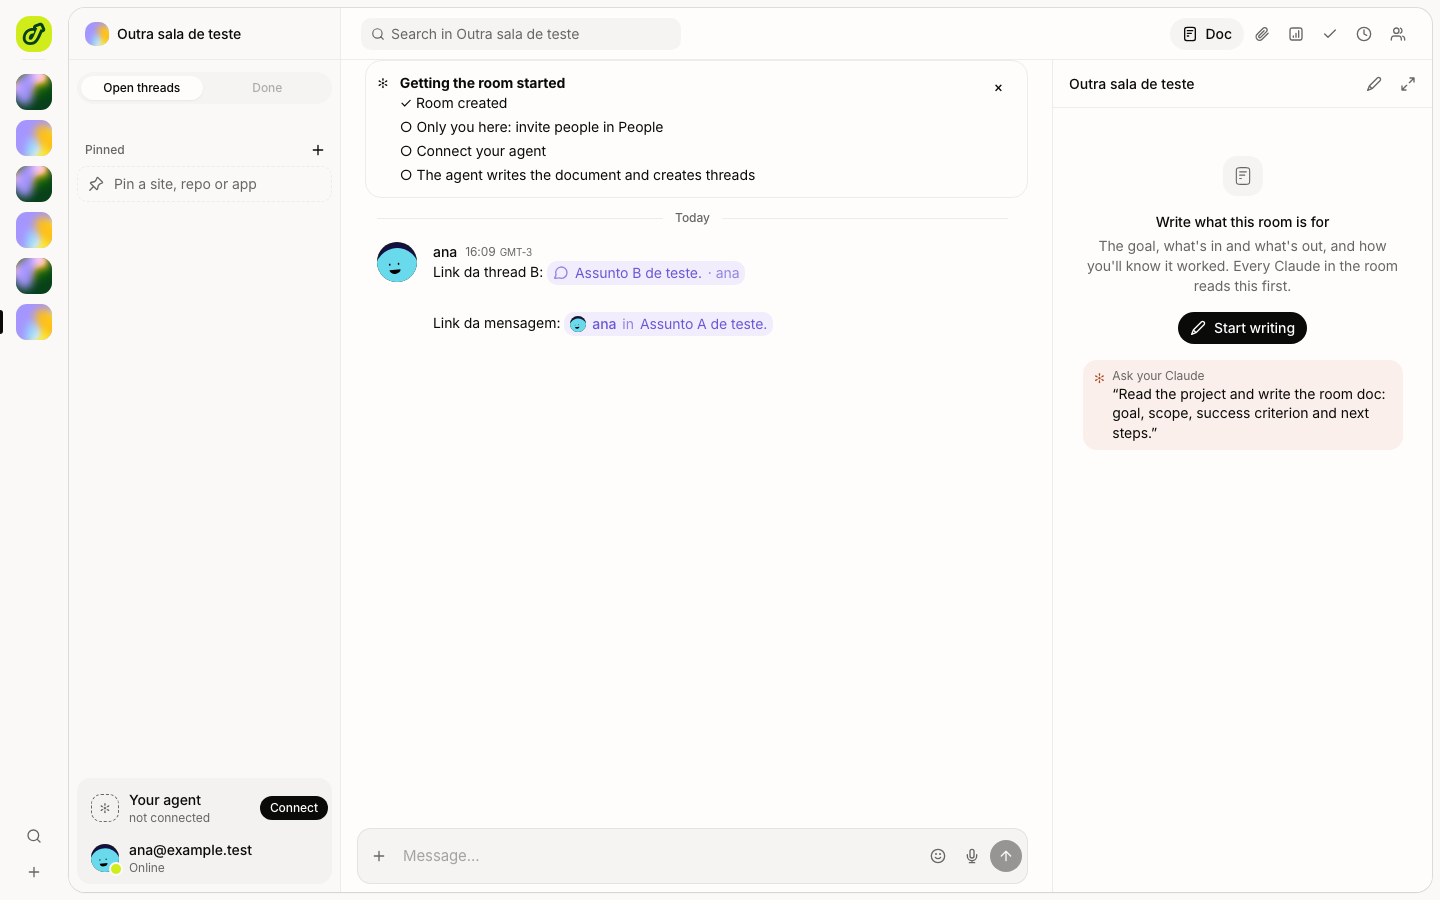 Outra sala de teste
Search in Outra sala de teste
Doc
Open threads
Done
Pinned
Pin a site, repo or app
Getting the room started
Room created
Only you here: invite people in People
Connect your agent
The agent writes the document and creates threads
Today
ana 16:09 GMT-3
Link da thread B: Assunto B de teste. · ana
Link da mensagem: ana in Assunto A de teste.
Message...
Your agent
not connected
Connect
ana@example.test
Online
Outra sala de teste
Write what this room is for
The goal, what's in and what's out, and how
you'll know it worked. Every Claude in the room
reads this first.
Start writing
Ask your Claude
“Read the project and write the room doc:
goal, scope, success criterion and next
steps.”